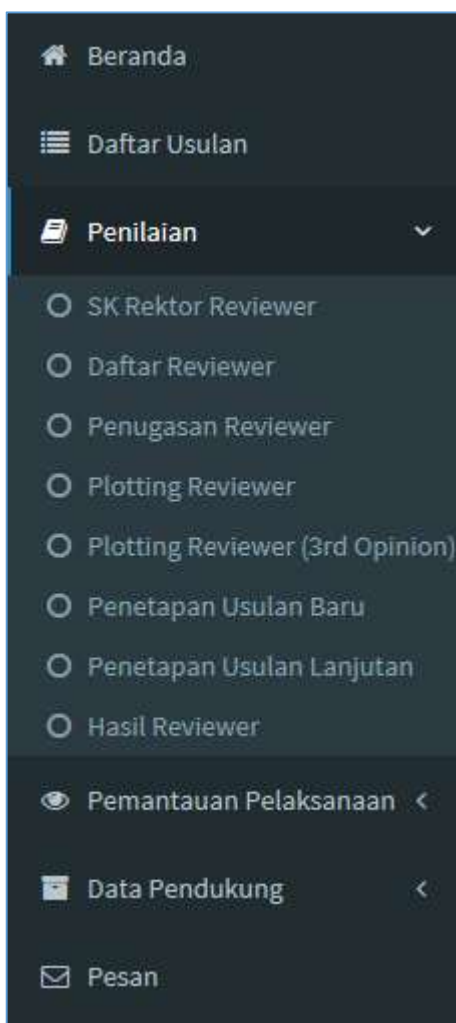 Beranda
Daftar Usulan
Penilaian
SK Rektor Reviewer
Daftar Reviewer
Penugasan Reviewer
Plotting Reviewer
Plotting Reviewer (3rd Opinion)
Penetapan Usulan Baru
Penetapan Usulan Lanjutan
Hasil Reviewer
Pemantauan Pelaksanaan
Data Pendukung
Pesan